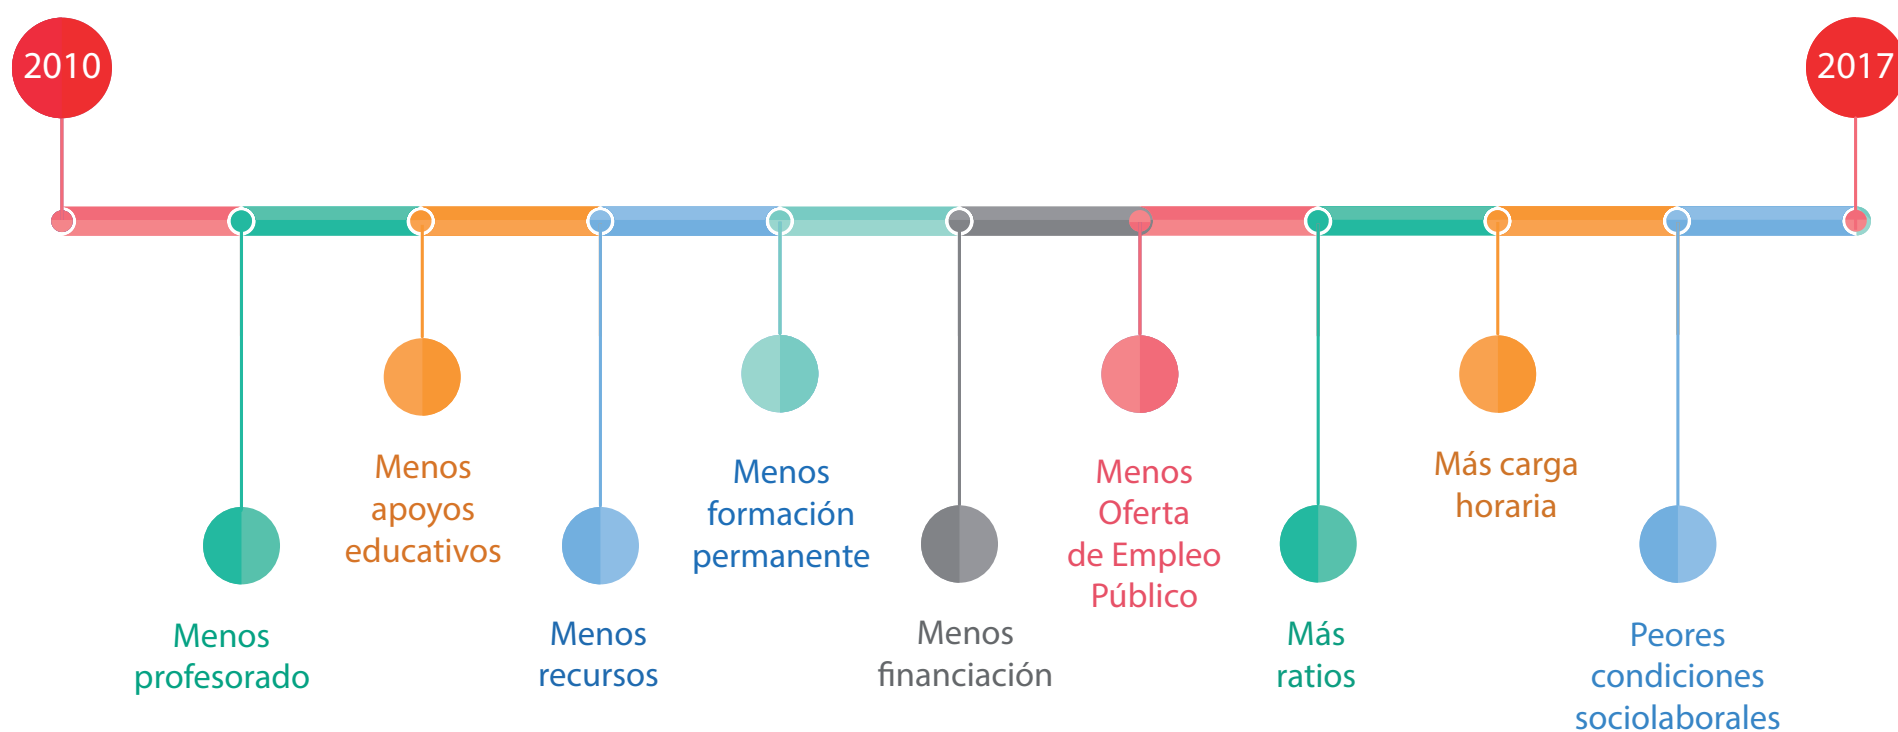 2010
2017
Menos
profesorado
Menos
apoyos
educativos
Menos
recursos
Menos
formación
permanente
Menos
financiación
Menos
Oferta
de Empleo
Público
Más
ratios
Más carga
horaria
Peores
condiciones
sociolaborales